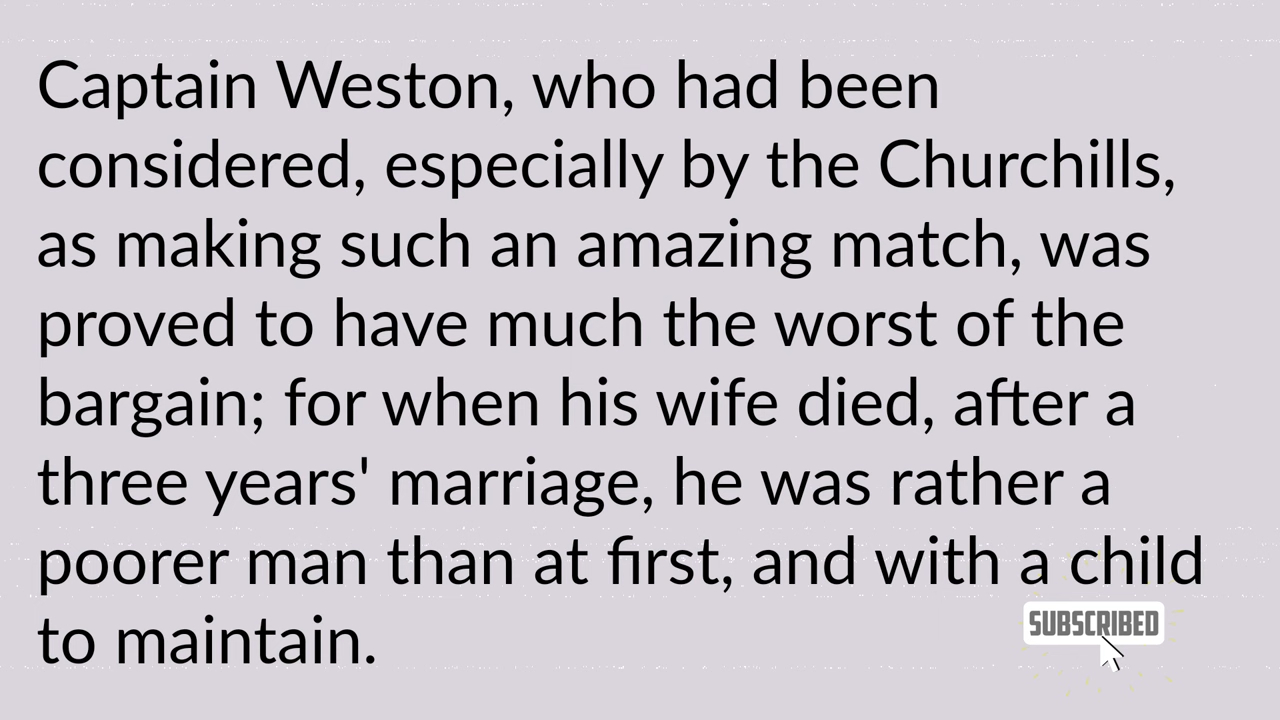 Captain Weston, who had been
considered, especially by the Churchills,
as making such an amazing match, was
proved to have much the worst of the
bargain; for when his wife died, after a
three years' marriage, he was rather a
poorer man than at first, and with a child
to maintain.
SUBSCRIBED